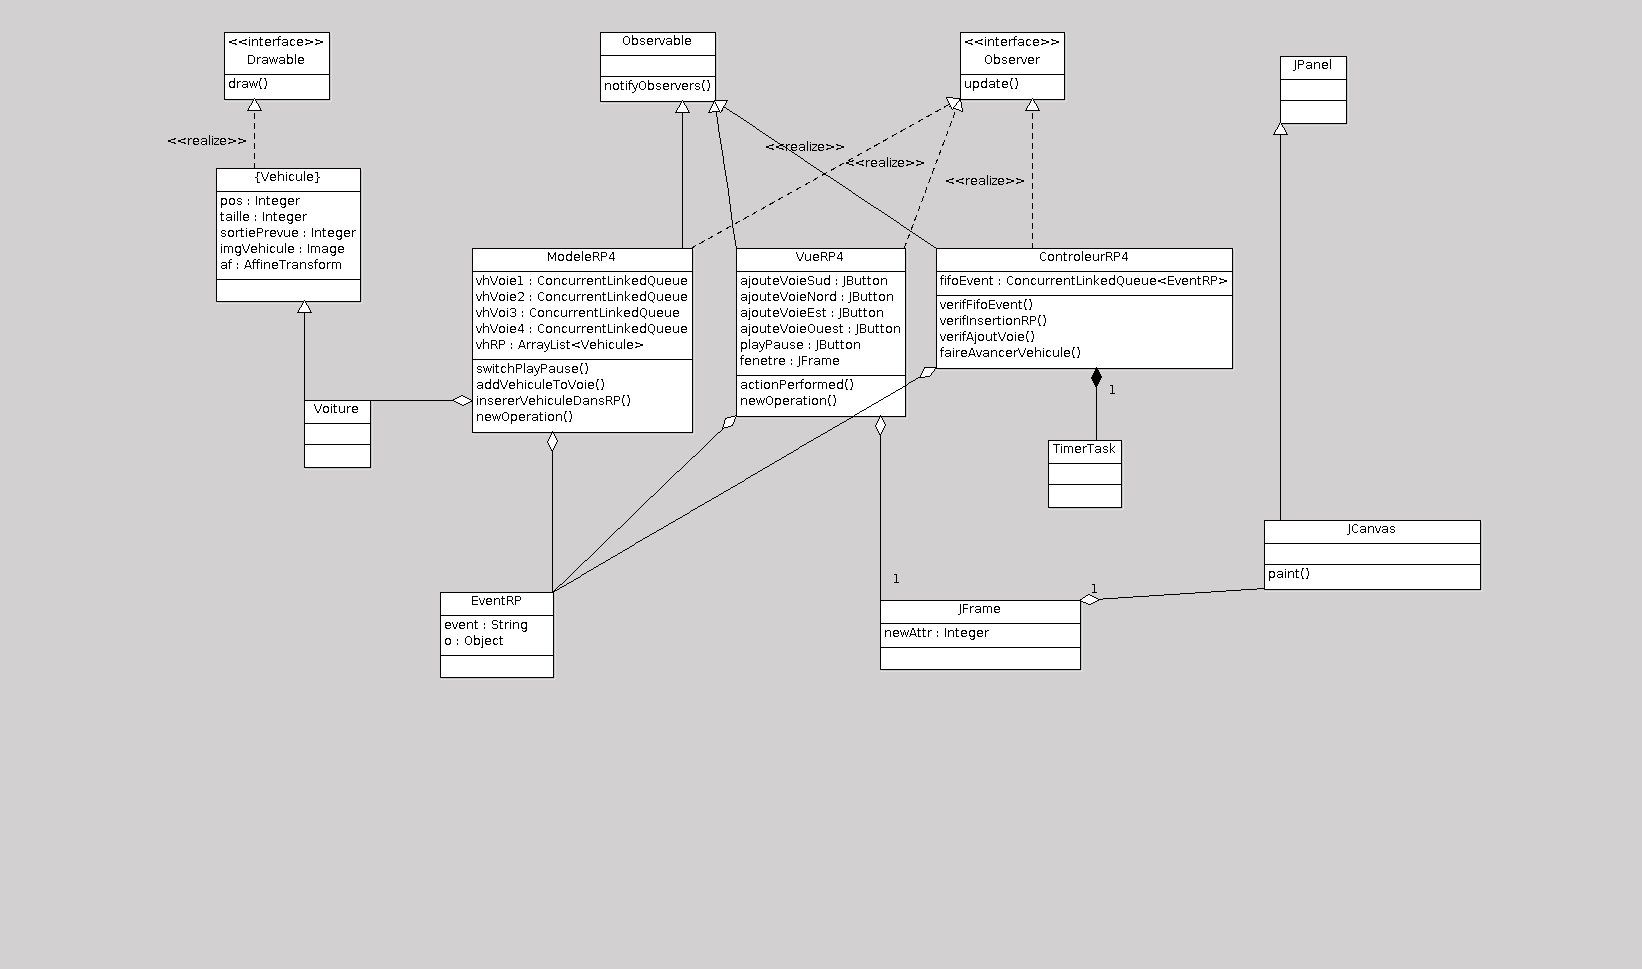 <<interface>>
Drawable
draw()
<<realize>>
{Vehicule}
pos : Integer
taille : Integer
sortiePrevue : Integer
imgVehicule : Image
af : AffineTransform
Voiture
Observable
notifyObservers()
<<interface>>
Observer
update()
<<realize>>
<<realize>>
<<realize>>
JPanel
ModeleRP4
vhVoie1 : ConcurrentLinkedQueue
vhVoie2 : ConcurrentLinkedQueue
vhVoi3 : ConcurrentLinkedQueue
vhVoie4 : ConcurrentLinkedQueue
vhRP : ArrayList<Vehicule>
switchPlayPause()
addVehiculeToVoie()
insererVehiculeDansRP()
newOperation()
VueRP4
ajouteVoieSud : JButton
ajouteVoieNord : JButton
ajouteVoieEst : JButton
ajouteVoieOuest : JButton
playPause : JButton
fenetre : JFrame
actionPerformed()
newOperation()
ControleurRP4
fifoEvent : ConcurrentLinkedQueue<EventRP>
verifFifoEvent()
verifInsertionRP()
verifAjoutVoie()
faireAvancerVehicule()
1
TimerTask
JCanvas
paint()
EventRP
event : String
o : Object
1
JFrame
newAttr : Integer
1